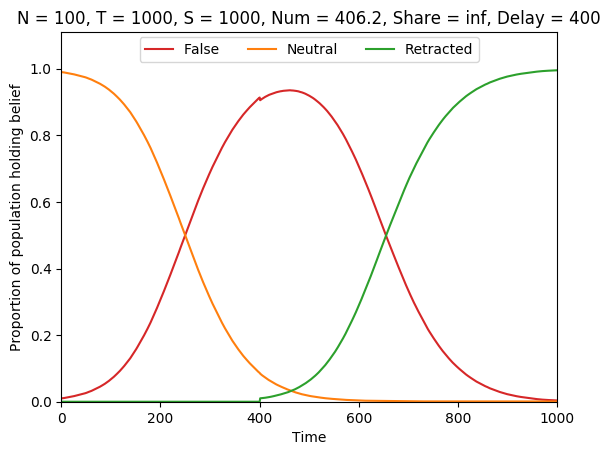 N = 100, T = 1000, S = 1000, Num = 406.2, Share = inf, Delay = 400
False Neutral Retracted
Proportion of population holding belief
1.0
0.8
0.6
0.4
0.2
0.0
0 200 400 600 800 1000
Time